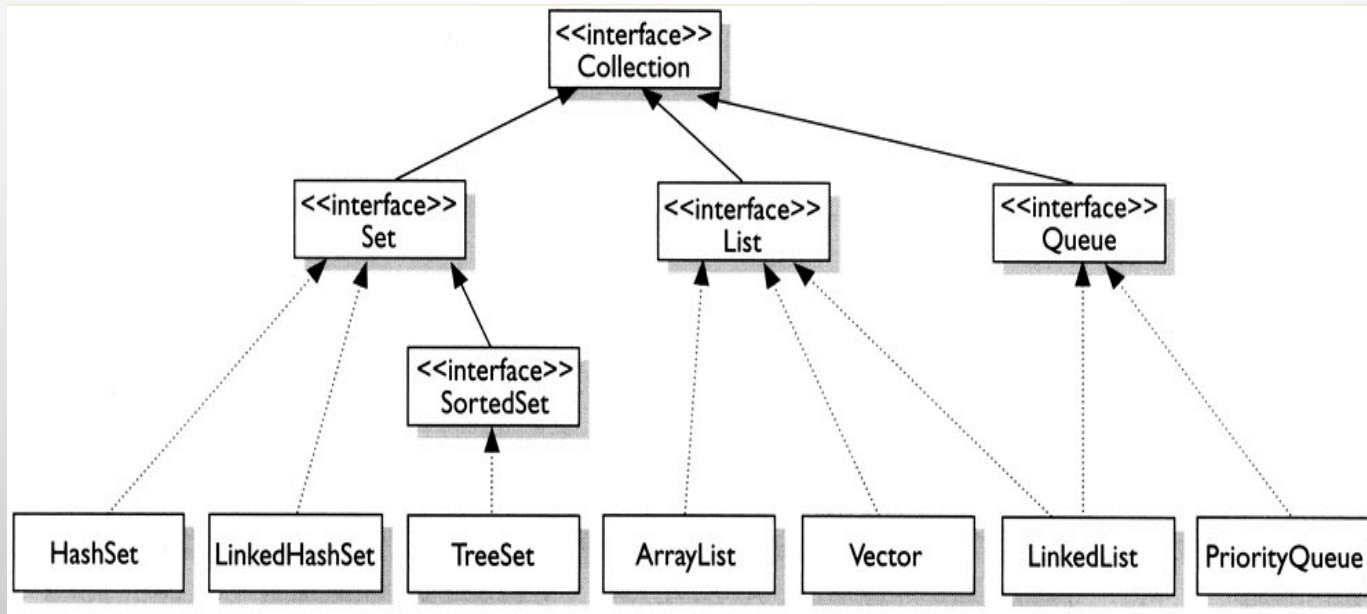 <<interface>>
Collection
<<interface>>
Set
<<interface>>
List
<<interface>>
Queue
<<interface>>
SortedSet
HashSet
LinkedHashSet
TreeSet
ArrayList
Vector
LinkedList
PriorityQueue